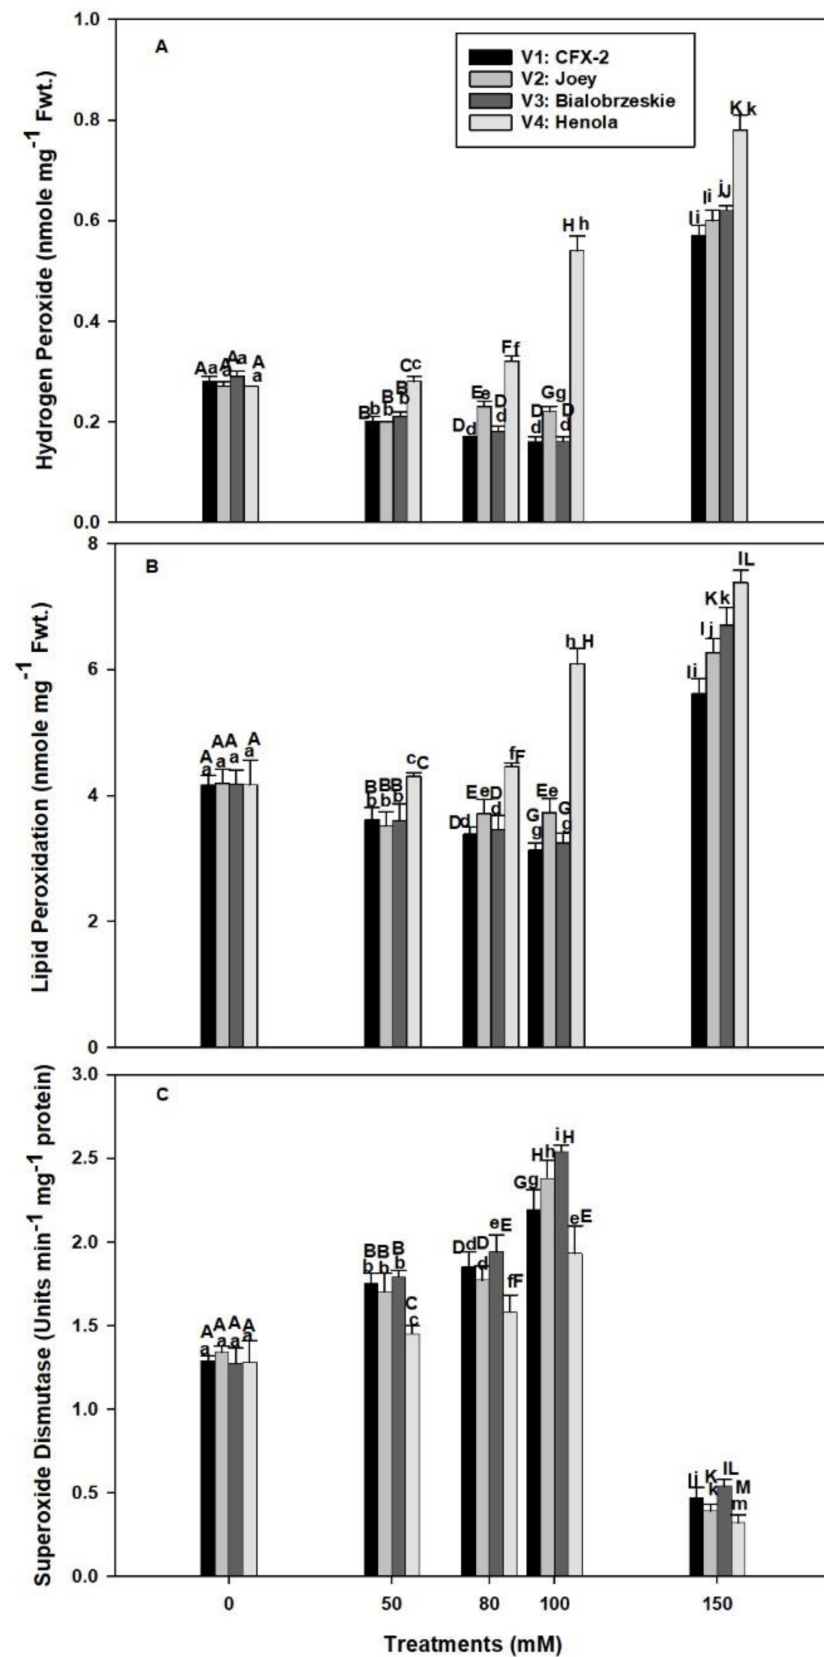 A
V1: CFX-2
V2: Joey
V3: Bialobrzeskie
V4: Henola
Hydrogen Peroxide (nmole mg⁻¹ Fwt.)
1.0
0.8
0.6
0.4
0.2
0.0
Aa A a Aa A a
B b B b B b C c
D d E e D d F f
D d G g D d H h
I i I i j J K k
B
Lipid Peroxidation (nmole mg⁻¹ Fwt.)
8
6
4
2
0
A a A a A a A a
B b B b B b c C
D d E e D d f F
G g E e G g h H
I i I j K k l L
C
Superoxide Dismutase (Units min⁻¹ mg⁻¹ protein)
3.0
2.5
2.0
1.5
1.0
0.5
0.0
A a A a A a A a
B b B b B b C c
D d D d e E f F
G g H h i H e E
K k l L M m
0 50 80 100 150
Treatments (mM)